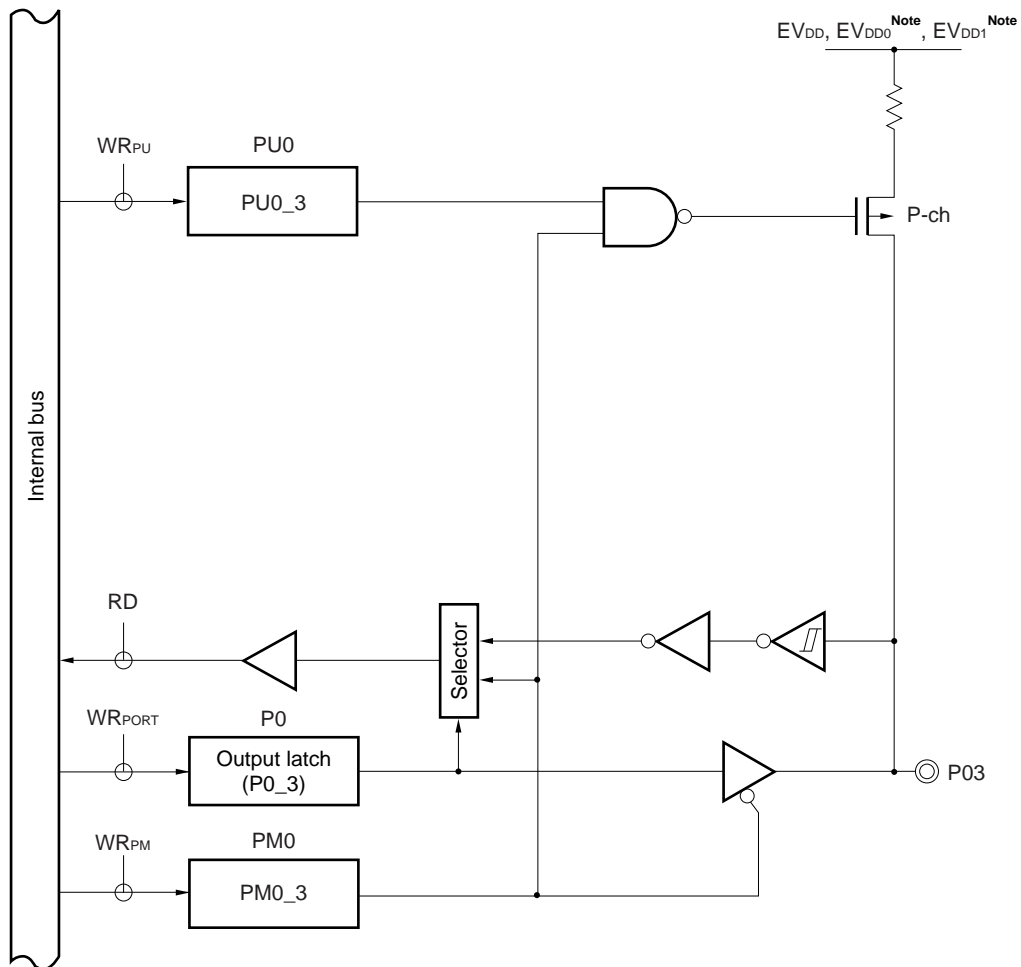 EVDD, EVDD0Note, EVDD1Note
WRPU
PU0
PU0_3
P-ch
Internal bus
RD
Selector
WRPORT
P0
Output latch
(P0_3)
P03
WRPM
PM0
PM0_3